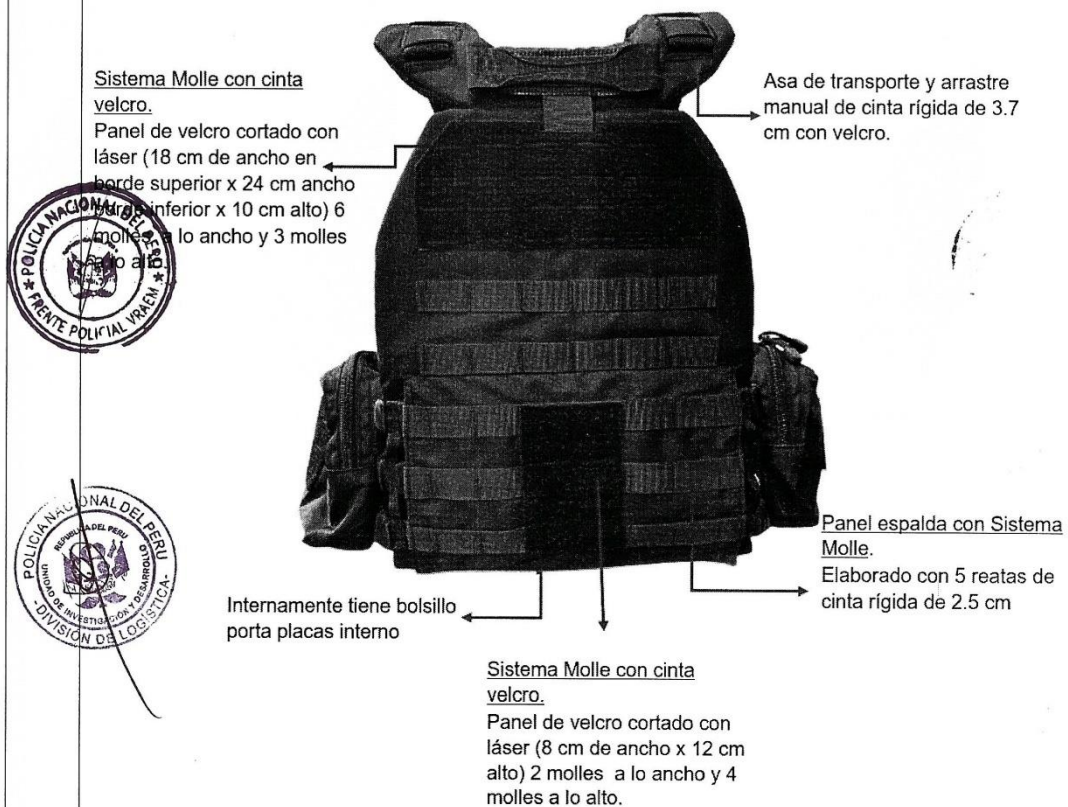 Sistema Molle con cinta
velcro.
Panel de velcro cortado con
láser (18 cm de ancho en
borde superior x 24 cm ancho
borde inferior x 10 cm alto) 6
molles a lo ancho y 3 molles
a lo alto.
Asa de transporte y arrastre
manual de cinta rígida de 3.7
cm con velcro.
POLICIA NACIONAL DEL PERU
* FRENTE POLICIAL VRAEM *
POLICIA NACIONAL DEL PERU
REPUBLICA DEL PERU
UNIDAD DE INVESTIGACIÓN Y DESARROLLO
- DIVISIÓN DE LOGISTICA -
Panel espalda con Sistema
Molle.
Elaborado con 5 reatas de
cinta rígida de 2.5 cm
Internamente tiene bolsillo
porta placas interno
Sistema Molle con cinta
velcro.
Panel de velcro cortado con
láser (8 cm de ancho x 12 cm
alto) 2 molles a lo ancho y 4
molles a lo alto.